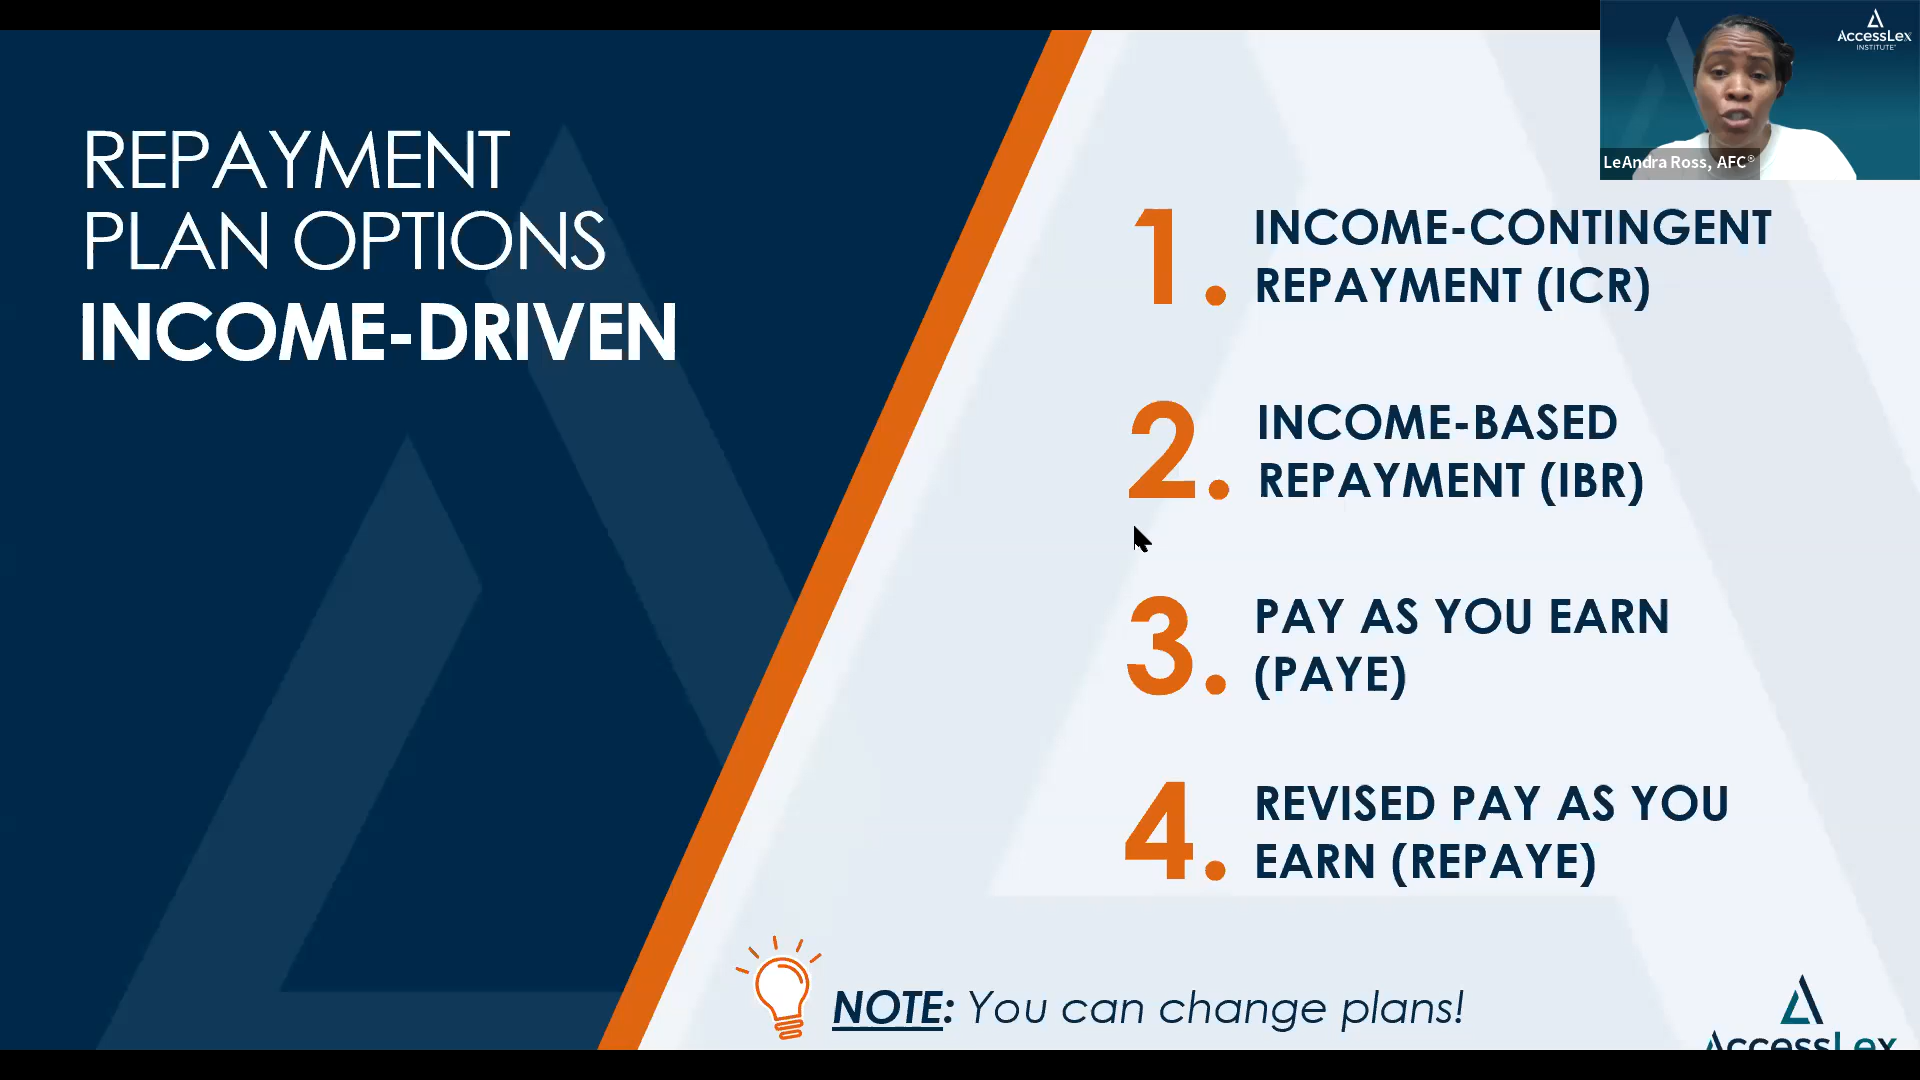 REPAYMENT
PLAN OPTIONS
INCOME-DRIVEN
AccessLex
INSTITUTE
LeAndra Ross, AFC®
1. INCOME-CONTINGENT
REPAYMENT (ICR)
2. INCOME-BASED
REPAYMENT (IBR)
3. PAY AS YOU EARN
(PAYE)
4. REVISED PAY AS YOU
EARN (REPAYE)
NOTE: You can change plans!
AccessLex